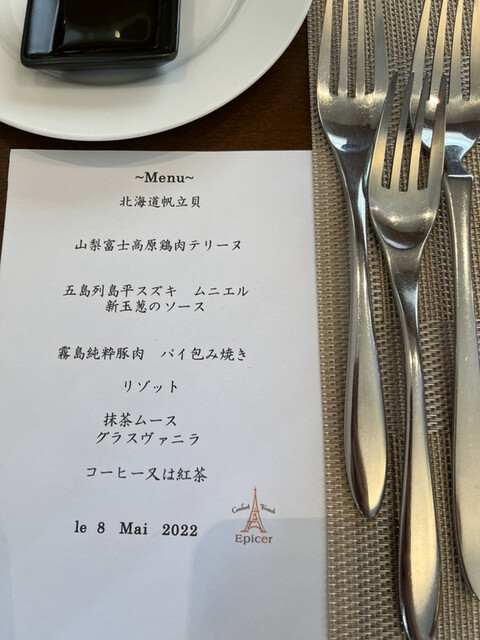 ~Menu~
北海道帆立貝
山梨富士高原鶏肉テリーヌ
五島列島平スズキ　ムニエル
新玉葱のソース
霧島純粋豚肉　パイ包み焼き
リゾット
抹茶ムース
グラスヴァニラ
コーヒー又は紅茶
le 8 Mai 2022
Epicer